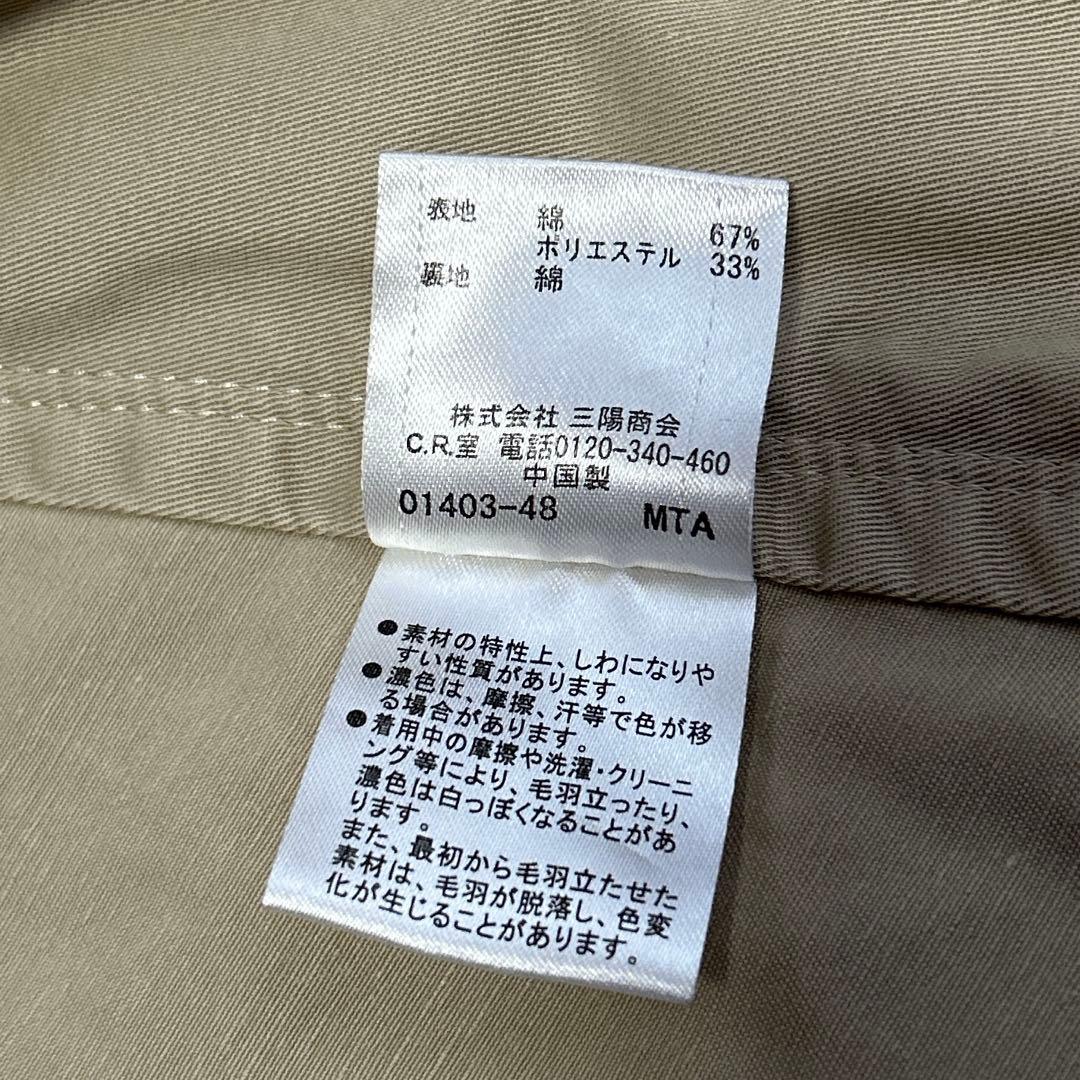 表地 綿 67%
ポリエステル 33%
裏地 綿
株式会社 三陽商会
C.R.室 電話0120-340-460
中国製
01403-48 MTA
●素材の特性上、しわになりや
すい性質があります。
●濃色は、摩擦、汗等で色が移
る場合があります。
●着用中の摩擦や洗濯・クリーニ
ング等により、毛羽立ったり、
濃色は白っぽくなることがあ
ります。
また、最初から毛羽立たせた
素材は、毛羽が脱落し、色変
化が生じることがあります。